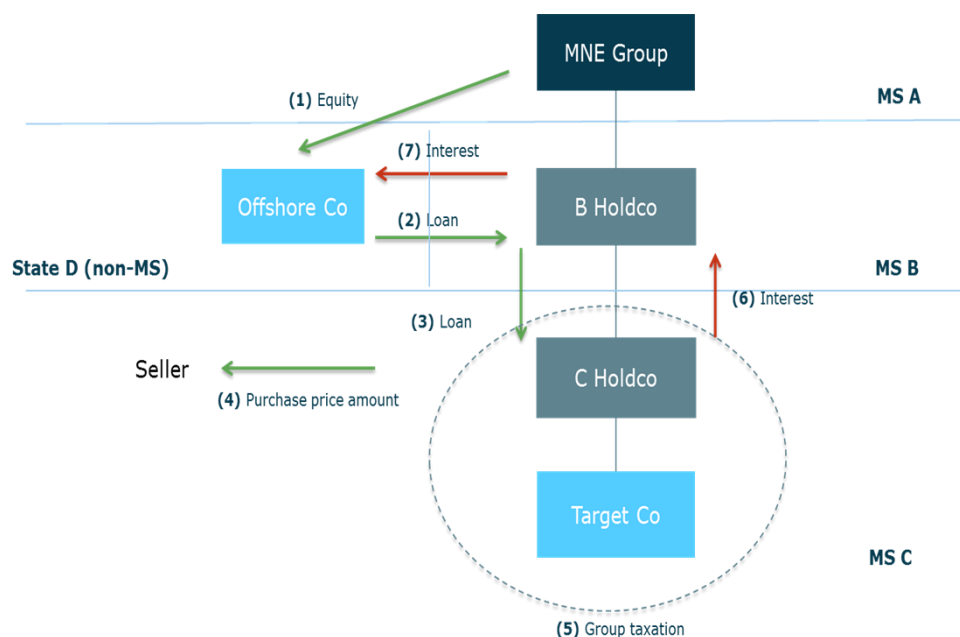 MNE Group
(1) Equity
MS A
(7) Interest
Offshore Co
B Holdco
(2) Loan
State D (non-MS)
MS B
(6) Interest
(3) Loan
Seller
C Holdco
(4) Purchase price amount
Target Co
MS C
(5) Group taxation